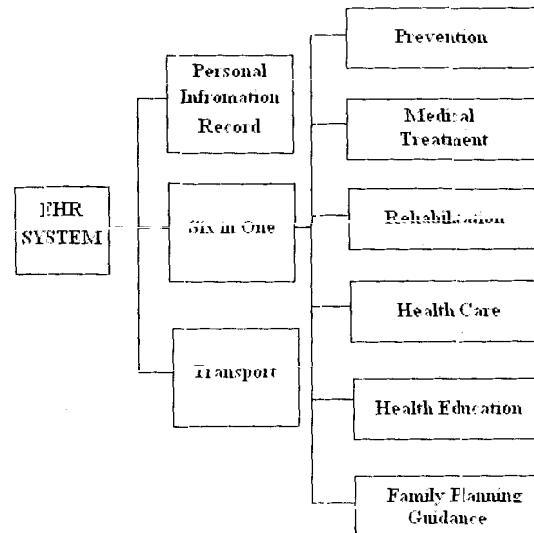 EHR
SYSTEM
Personal
Infromation
Record
Six in One
Transport
Prevention
Medical
Treatment
Rehabilitation
Health Care
Health Education
Family Planning
Guidance